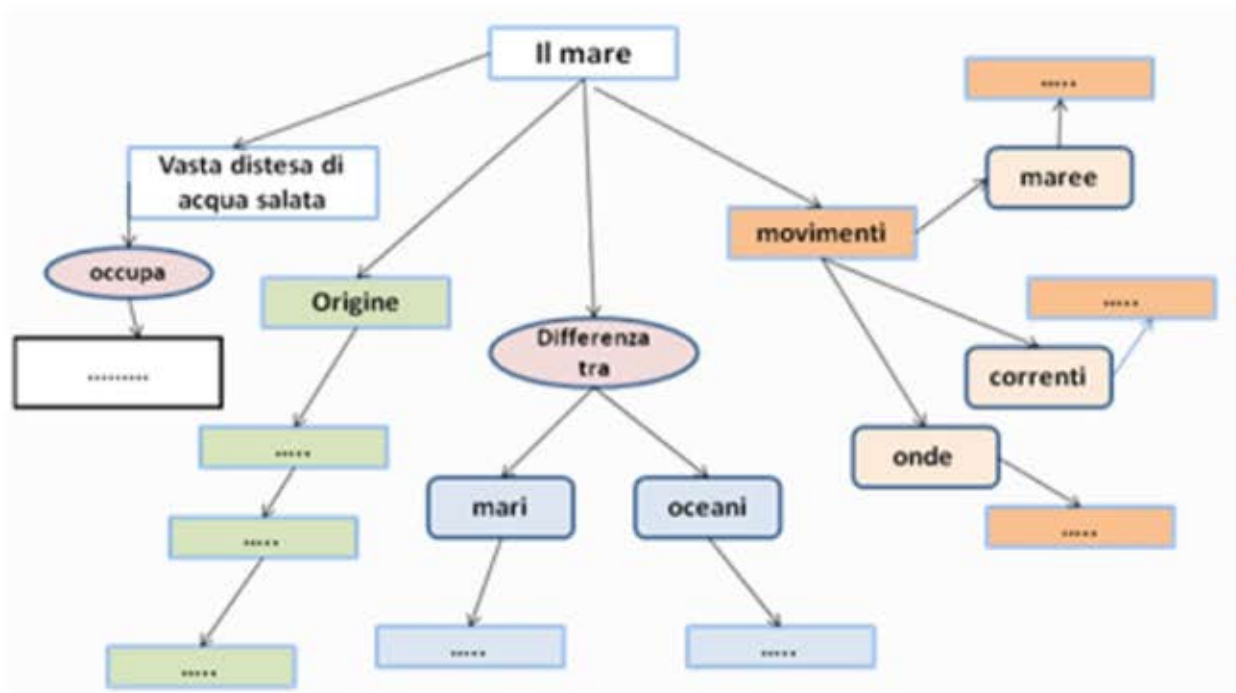 Il mare
.....
Vasta distesa di
acqua salata
maree
movimenti
occupa
Origine
.....
Differenza
tra
.........
correnti
.....
onde
mari
oceani
.....
.....
.....
.....
.....